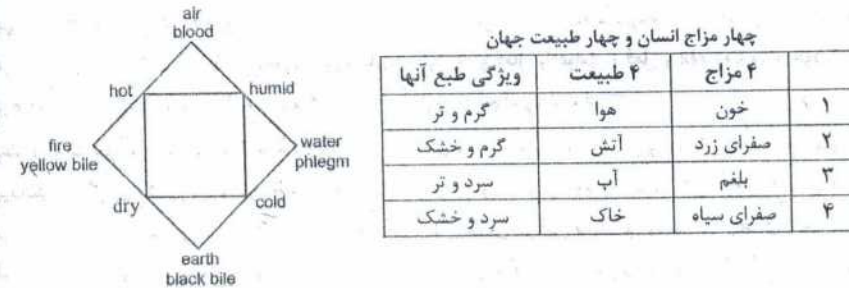 air
blood
hot
humid
fire
yellow bile
water
phlegm
dry
cold
earth
black bile
چهار مزاج انسان و چهار طبیعت جهان
۴ مزاج ۴ طبیعت ویژگی طبع آنها
۱ خون هوا گرم و تر
۲ صفرای زرد آتش گرم و خشک
۳ بلغم آب سرد و تر
۴ صفرای سیاه خاک سرد و خشک